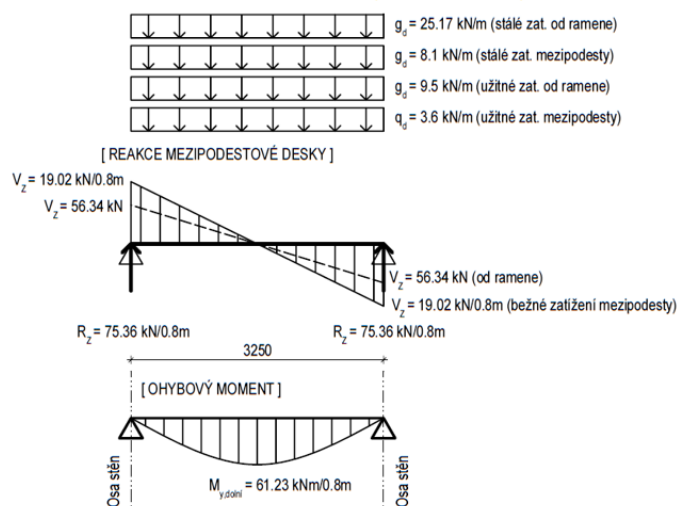 g_d = 25.17 kN/m (stálé zat. od ramene)
g_d = 8.1 kN/m (stálé zat. mezipodesty)
g_d = 9.5 kN/m (užitné zat. od ramene)
q_d = 3.6 kN/m (užitné zat. mezipodesty)
[ REAKCE MEZIPODESTOVÉ DESKY ]
V_z = 19.02 kN/0.8m
V_z = 56.34 kN
V_z = 56.34 kN (od ramene)
V_z = 19.02 kN/0.8m (bežné zatížení mezipodesty)
R_z = 75.36 kN/0.8m
R_z = 75.36 kN/0.8m
3250
[ OHYBOVÝ MOMENT ]
M_y,dolní = 61.23 kNm/0.8m
Osa stěn
Osa stěn